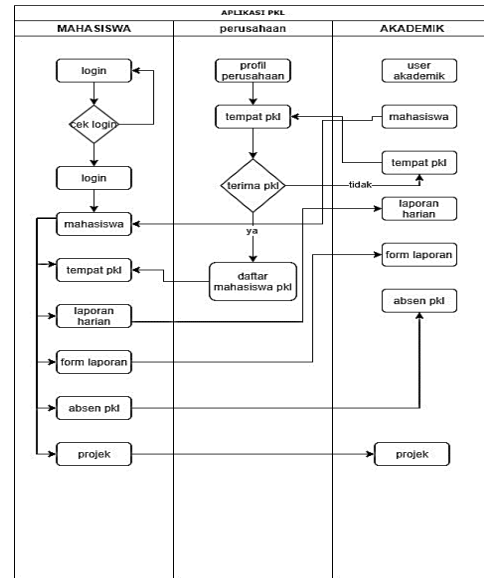 APLIKASI PKL
MAHASISWA
perusahaan
AKADEMIK
login
cek login
login
mahasiswa
tempat pkl
laporan
harian
form laporan
absen pkl
projek
profil
perusahaan
tempat pkl
terima pkl
tidak
ya
daftar
mahasiswa pkl
user
akademik
mahasiswa
tempat pkl
laporan
harian
form laporan
absen pkl
projek